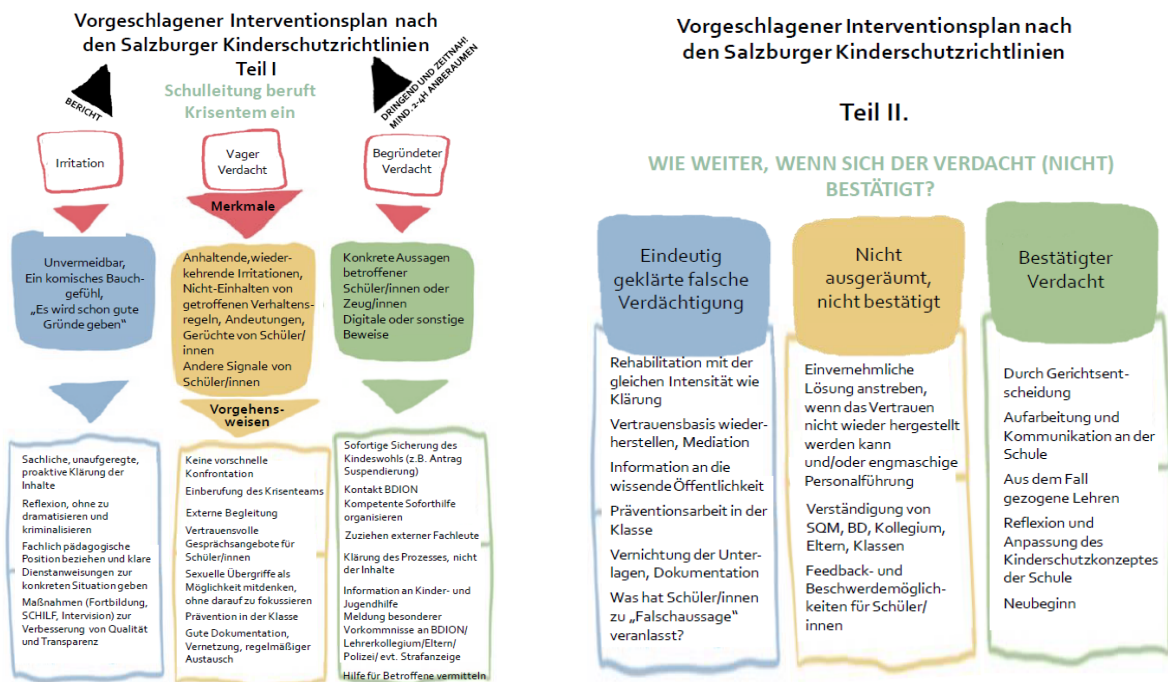 Vorgeschlagener Interventionsplan nach
den Salzburger Kinderschutzrichtlinien
Teil I
Schulleitung beruft
Krisentem ein
BERICHT
DRINGEND UND ZEITNAH!
MIND. 2-4H ANBERAUMEN
Irritation
Vager
Verdacht
Begründeter
Verdacht
Merkmale
Unvermeidbar,
Ein komisches Bauch-
gefühl,
„Es wird schon gute
Gründe geben“
Anhaltende, wieder-
kehrende Irritationen,
Nicht-Einhalten von
getroffenen Verhaltens-
regeln, Andeutungen,
Gerüchte von Schüler/
innen
Andere Signale von
Schüler/innen
Konkrete Aussagen
betroffener
Schüler/innen oder
Zeug/innen
Digitale oder sonstige
Beweise
Vorgehens-
weisen
Sachliche, unaufgeregte,
proaktive Klärung der
Inhalte
Reflexion, ohne zu
dramatisieren und
kriminalisieren
Fachlich pädagogische
Position beziehen und klare
Dienstanweisungen zur
konkreten Situation geben
Maßnahmen (Fortbildung,
SCHILF, Intervision) zur
Verbesserung von Qualität
und Transparenz
Keine vorschnelle
Konfrontation
Einberufung des Krisenteams
Externe Begleitung
Vertrauensvolle
Gesprächsangebote für
Schüler/innen
Sexuelle Übergriffe als
Möglichkeit mitdenken,
ohne darauf zu fokussieren
Prävention in der Klasse
Gute Dokumentation,
Vernetzung, regelmäßiger
Austausch
Sofortige Sicherung des
Kindeswohls (z.B. Antrag
Suspendierung)
Kontakt BDION
Kompetente Soforthilfe
organisieren
Zuziehen externer Fachleute
Klärung des Prozesses, nicht
der Inhalte
Information an Kinder- und
Jugendhilfe
Meldung besonderer
Vorkommnisse an BDION/
Lehrerkollegium/Eltern/
Polizei/ evt. Strafanzeige
Hilfe für Betroffene vermitteln
Vorgeschlagener Interventionsplan nach
den Salzburger Kinderschutzrichtlinien
Teil II.
WIE WEITER, WENN SICH DER VERDACHT (NICHT)
BESTÄTIGT?
Eindeutig
geklärte falsche
Verdächtigung
Nicht
ausgeräumt,
nicht bestätigt
Bestätigter
Verdacht
Rehabilitation mit der
gleichen Intensität wie
Klärung
Vertrauensbasis wieder-
herstellen, Mediation
Information an die
wissende Öffentlichkeit
Präventionsarbeit in der
Klasse
Vernichtung der Unter-
lagen, Dokumentation
Was hat Schüler/innen
zu „Falschaussage“
veranlasst?
Einvernehmliche
Lösung anstreben,
wenn das Vertrauen
nicht wieder hergestellt
werden kann
und/oder engmaschige
Personalführung
Verständigung von
SQM, BD, Kollegium,
Eltern, Klassen
Feedback- und
Beschwerdemöglich-
keiten für Schüler/
innen
Durch Gerichtsent-
scheidung
Aufarbeitung und
Kommunikation an der
Schule
Aus dem Fall
gezogene Lehren
Reflexion und
Anpassung des
Kinderschutzkonzeptes
der Schule
Neubeginn